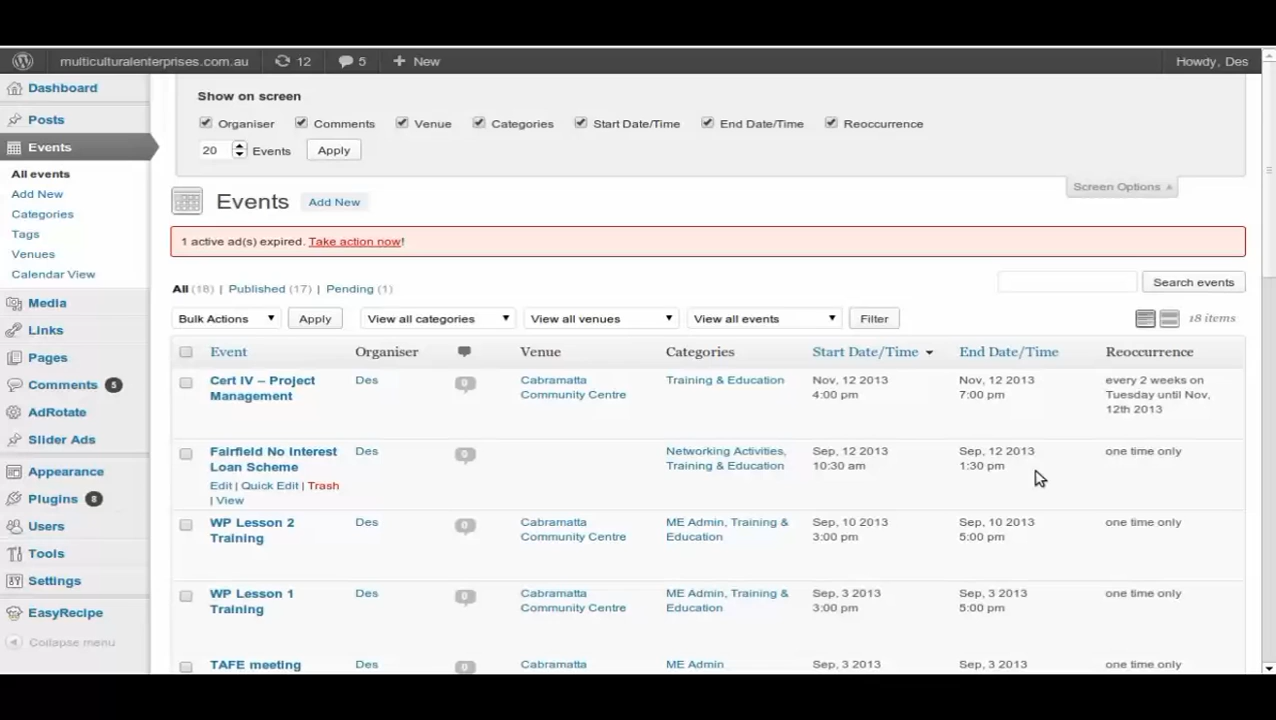 multiculturalenterprises.com.au 12 5 + New Howdy, Des
Dashboard
Posts
Events
All events
Add New
Categories
Tags
Venues
Calendar View
Media
Links
Pages
Comments 5
AdRotate
Slider Ads
Appearance
Plugins 8
Users
Tools
Settings
EasyRecipe
Collapse menu
Show on screen
Organiser Comments Venue Categories Start Date/Time End Date/Time Reoccurrence
20 Events Apply
Screen Options
Events Add New
1 active ad(s) expired. Take action now!
All (18) | Published (17) | Pending (1)
Search events
Bulk Actions Apply View all categories View all venues View all events Filter 18 items
Event Organiser Venue Categories Start Date/Time End Date/Time Reoccurrence
Cert IV – Project Des 0 Cabramatta Training & Education Nov, 12 2013 Nov, 12 2013 every 2 weeks on
Management Community Centre 4:00 pm 7:00 pm Tuesday until Nov,
12th 2013
Fairfield No Interest Des 0 Networking Activities, Sep, 12 2013 Sep, 12 2013 one time only
Loan Scheme Training & Education 10:30 am 1:30 pm
Edit | Quick Edit | Trash
| View
WP Lesson 2 Des 0 Cabramatta ME Admin, Training & Sep, 10 2013 Sep, 10 2013 one time only
Training Community Centre Education 3:00 pm 5:00 pm
WP Lesson 1 Des 0 Cabramatta ME Admin, Training & Sep, 3 2013 Sep, 3 2013 one time only
Training Community Centre Education 3:00 pm 5:00 pm
TAFE meeting Des 0 Cabramatta ME Admin Sep, 3 2013 Sep, 3 2013 one time only